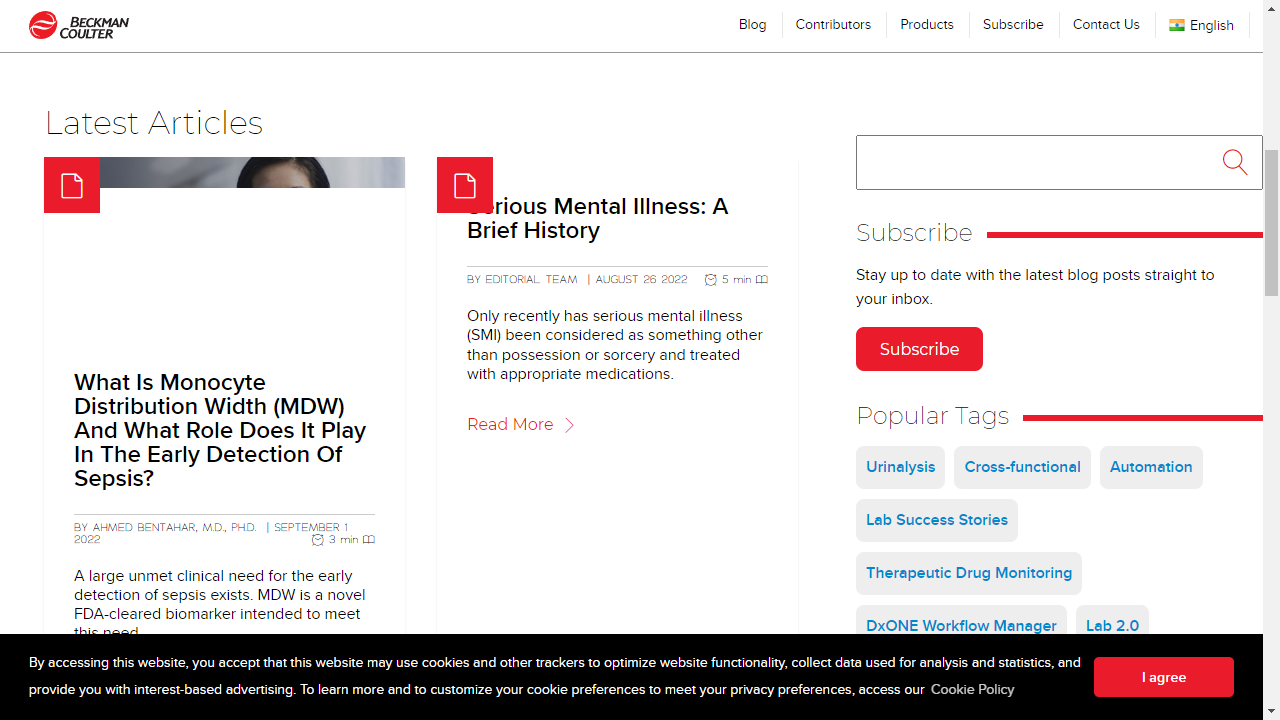 BECKMAN
COULTER
Blog
Contributors
Products
Subscribe
Contact Us
English
Latest Articles
What Is Monocyte
Distribution Width (MDW)
And What Role Does It Play
In The Early Detection Of
Sepsis?
BY AHMED BENTAHAR, M.D., PH.D. | SEPTEMBER 1
2022 3 min
A large unmet clinical need for the early
detection of sepsis exists. MDW is a novel
FDA-cleared biomarker intended to meet
this need.
Serious Mental Illness: A
Brief History
BY EDITORIAL TEAM | AUGUST 26 2022 5 min
Only recently has serious mental illness
(SMI) been considered as something other
than possession or sorcery and treated
with appropriate medications.
Read More
Subscribe
Stay up to date with the latest blog posts straight to
your inbox.
Subscribe
Popular Tags
Urinalysis
Cross-functional
Automation
Lab Success Stories
Therapeutic Drug Monitoring
DxONE Workflow Manager
Lab 2.0
By accessing this website, you accept that this website may use cookies and other trackers to optimize website functionality, collect data used for analysis and statistics, and
provide you with interest-based advertising. To learn more and to customize your cookie preferences to meet your privacy preferences, access our Cookie Policy
I agree